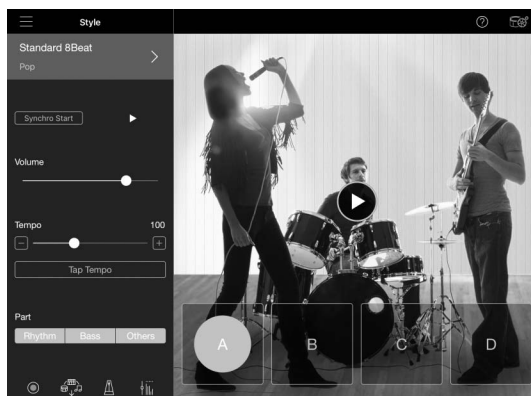 Style
Standard 8Beat
Pop
Synchro Start
Volume
Tempo 100
Tap Tempo
Part
Rhythm Bass Others
A B C D